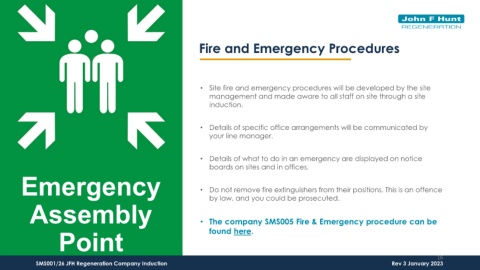 John F Hunt
REGENERATION
Fire and Emergency Procedures
• Site fire and emergency procedures will be developed by the site
management and made aware to all staff on site through a site
induction.
• Details of specific office arrangements will be communicated by
your line manager.
• Details of what to do in an emergency are displayed on notice
boards on sites and in offices.
• Do not remove fire extinguishers from their positions. This is an offence
by law, and you could be prosecuted.
• The company SMS005 Fire & Emergency procedure can be
found here.
Emergency
Assembly
Point
SMS001/26 JFH Regeneration Company Induction
Rev 3 January 2023